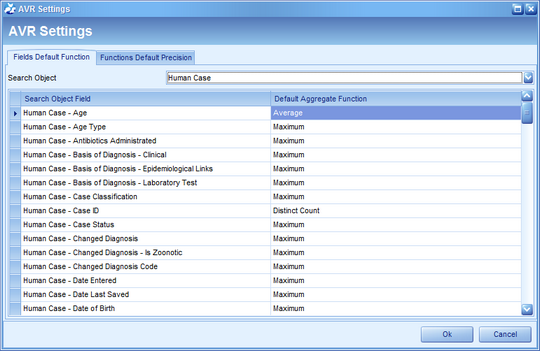 AVR Settings
AVR Settings
Fields Default Function Functions Default Precision
Search Object Human Case
Search Object Field Default Aggregate Function
Human Case - Age Average
Human Case - Age Type Maximum
Human Case - Antibiotics Administrated Maximum
Human Case - Basis of Diagnosis - Clinical Maximum
Human Case - Basis of Diagnosis - Epidemiological Links Maximum
Human Case - Basis of Diagnosis - Laboratory Test Maximum
Human Case - Case Classification Maximum
Human Case - Case ID Distinct Count
Human Case - Case Status Maximum
Human Case - Changed Diagnosis Maximum
Human Case - Changed Diagnosis - Is Zoonotic Maximum
Human Case - Changed Diagnosis Code Maximum
Human Case - Date Entered Maximum
Human Case - Date Last Saved Maximum
Human Case - Date of Birth Maximum
Ok Cancel